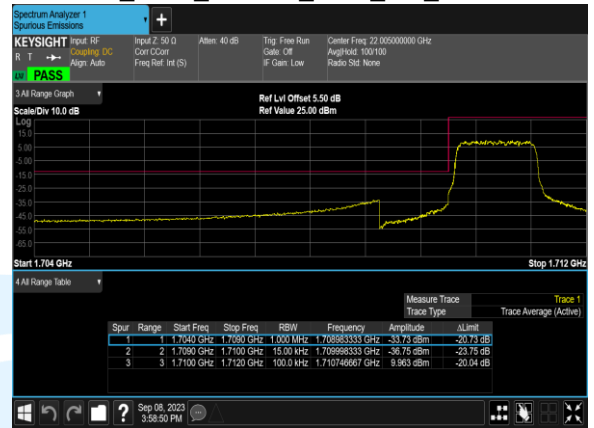 Spectrum Analyzer 1
Spurious Emissions
+
KEYSIGHT Input: RF Input Z: 50 Ω Atten: 40 dB Trig: Free Run Center Freq: 22.005000000 GHz
R T Coupling: DC Corr CCorr Gate: Off Avg|Hold: 100/100
Align: Auto Freq Ref: Int (S) IF Gain: Low Radio Std: None
PASS
3 All Range Graph
Ref Lvl Offset 5.50 dB
Scale/Div 10.0 dB Ref Value 25.00 dBm
Log
15.0
5.00
-5.00
-15.0
-25.0
-35.0
-45.0
-55.0
-65.0
Start 1.704 GHz Stop 1.712 GHz
4 All Range Table
Measure Trace Trace 1
Trace Type Trace Average (Active)
Spur Range Start Freq Stop Freq RBW Frequency Amplitude ΔLimit
1 1 1.7040 GHz 1.7090 GHz 1.000 MHz 1.708983333 GHz -33.73 dBm -20.73 dB
2 2 1.7090 GHz 1.7100 GHz 15.00 kHz 1.709998333 GHz -36.75 dBm -23.75 dB
3 3 1.7100 GHz 1.7120 GHz 100.0 kHz 1.710746667 GHz 9.963 dBm -20.04 dB
? Sep 08, 2023
3:58:50 PM